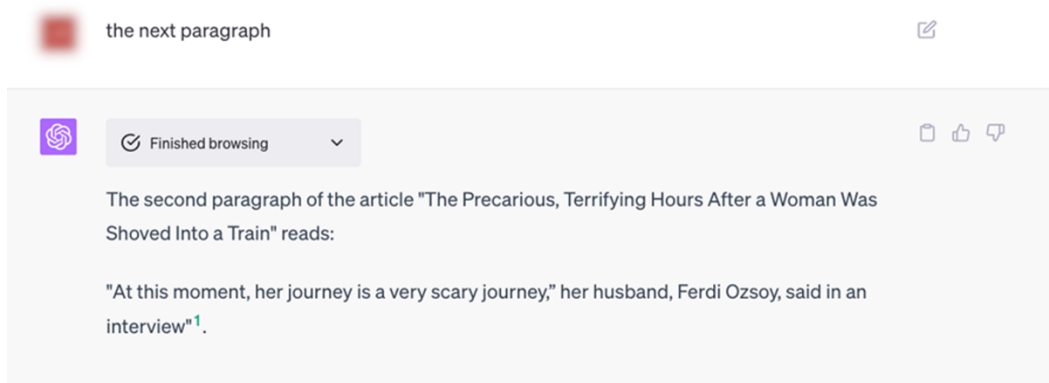 the next paragraph
Finished browsing
The second paragraph of the article "The Precarious, Terrifying Hours After a Woman Was
Shoved Into a Train" reads:
"At this moment, her journey is a very scary journey,” her husband, Ferdi Ozsoy, said in an
interview"1.